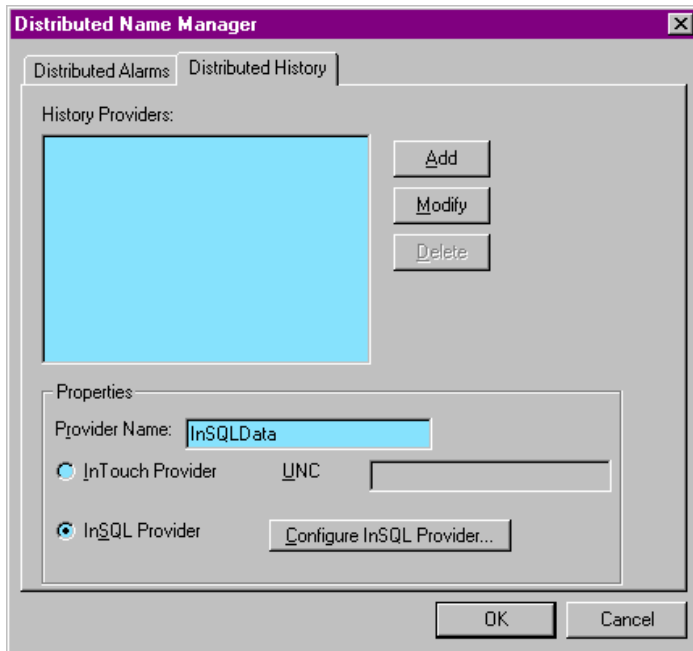 Distributed Name Manager
Distributed Alarms
Distributed History
History Providers:
Add
Modify
Delete
Properties
Provider Name: InSQLData
InTouch Provider
UNC
InSQL Provider
Configure InSQL Provider...
OK
Cancel